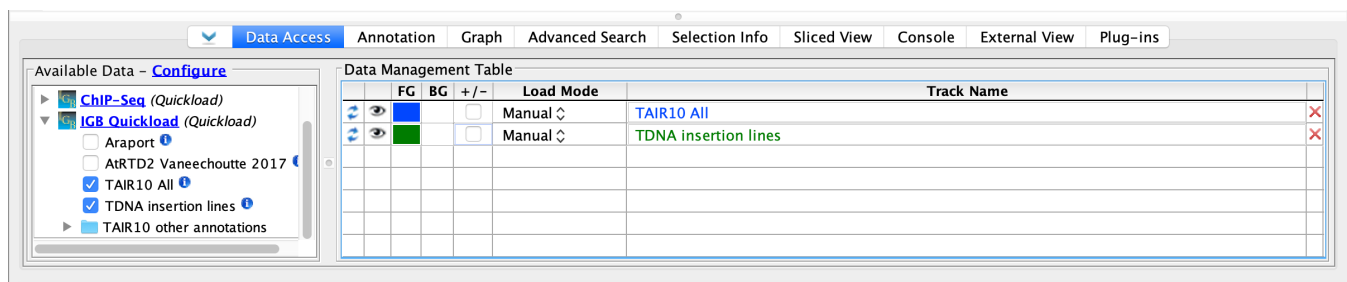 Data Access Annotation Graph Advanced Search Selection Info Sliced View Console External View Plug-ins
Available Data – Configure
ChIP-Seq (Quickload)
IGB Quickload (Quickload)
Araport
AtRTD2 Vaneechoutte 2017
TAIR10 All
TDNA insertion lines
TAIR10 other annotations
Data Management Table
FG BG +/- Load Mode Track Name
Manual TAIR10 All
Manual TDNA insertion lines